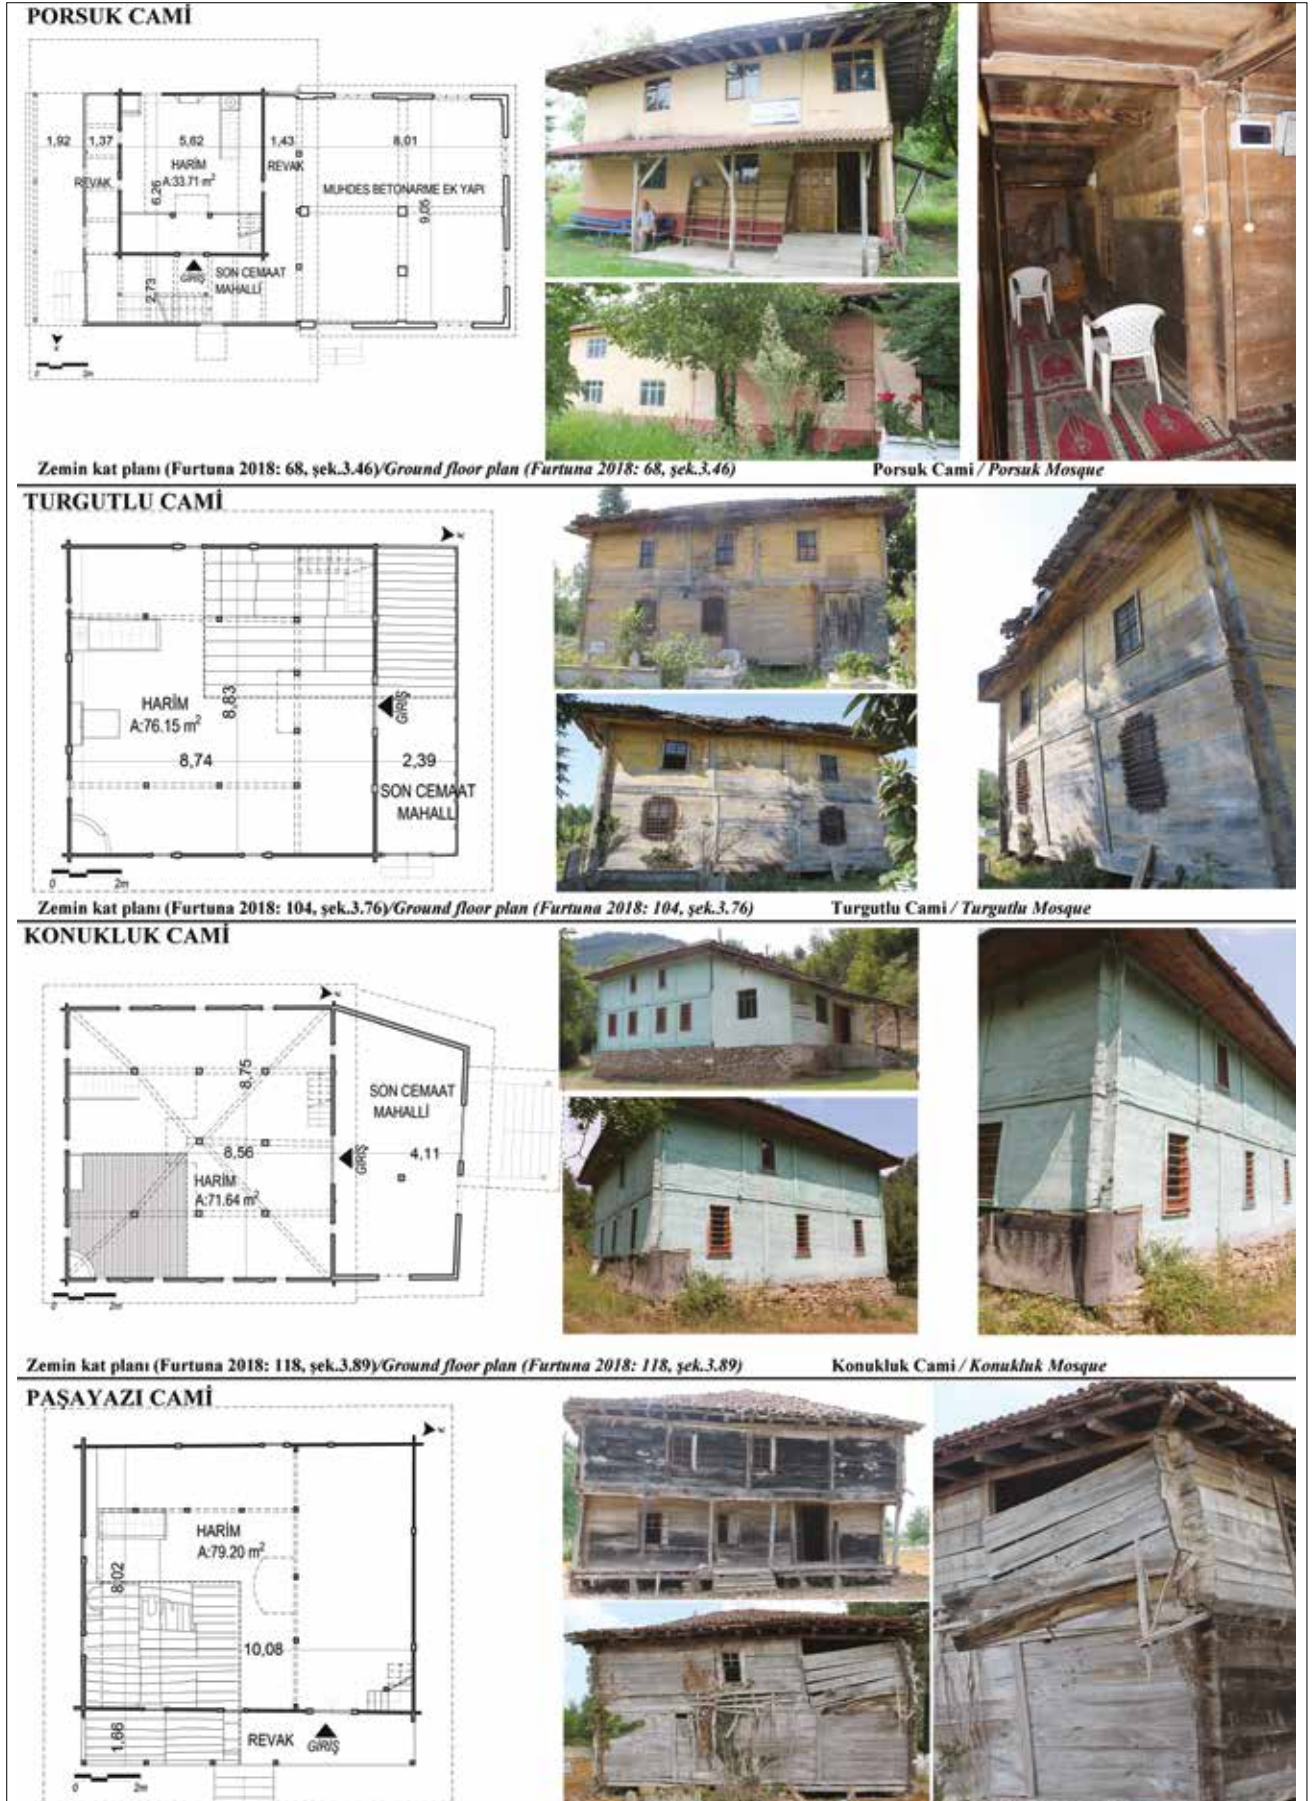 PORSUK CAMİ
1,92
1,37
5,62
1,43
8,01
HARİM
A:33.71 m²
REVAK
REVAK
6,26
MUHDES BETONARME EK YAPI
9,05
GİRİŞ
SON CEMAAT
MAHALLİ
2,73
0
2m
Zemin kat planı (Furtuna 2018: 68, şek.3.46)/Ground floor plan (Furtuna 2018: 68, şek.3.46)
Porsuk Cami / Porsuk Mosque
TURGUTLU CAMİ
HARİM
A:76.15 m²
8,83
GİRİŞ
8,74
2,39
SON CEMAAT
MAHALL
0
2m
Zemin kat planı (Furtuna 2018: 104, şek.3.76)/Ground floor plan (Furtuna 2018: 104, şek.3.76)
Turgutlu Cami / Turgutlu Mosque
KONUKLUK CAMİ
8,75
SON CEMAAT
MAHALLİ
8,56
GİRİŞ
4,11
HARİM
A:71.64 m²
0
2m
Zemin kat planı (Furtuna 2018: 118, şek.3.89)/Ground floor plan (Furtuna 2018: 118, şek.3.89)
Konukluk Cami / Konukluk Mosque
PAŞAYAZI CAMİ
HARİM
A:79.20 m²
8,02
10,08
1,66
REVAK
GİRİŞ
0
2m